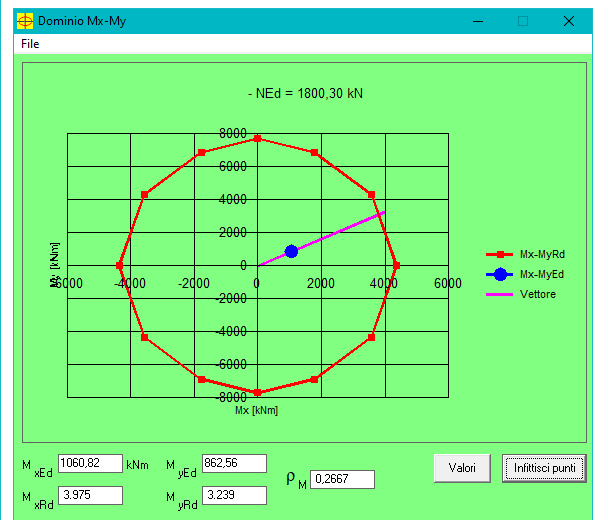 Dominio Mx-My
File
- NEd = 1800,30 kN
8000
6000
4000
2000
0
-2000
-4000
-6000
-8000
-6000 -4000 -2000 0 2000 4000 6000
[kNm]
Mx [kNm]
Mx-MyRd
Mx-MyEd
Vettore
M xEd 1060,82 kNm M yEd 862,56 ρ M 0,2667 Valori Infittisci punti
M xRd 3.975 M yRd 3.239